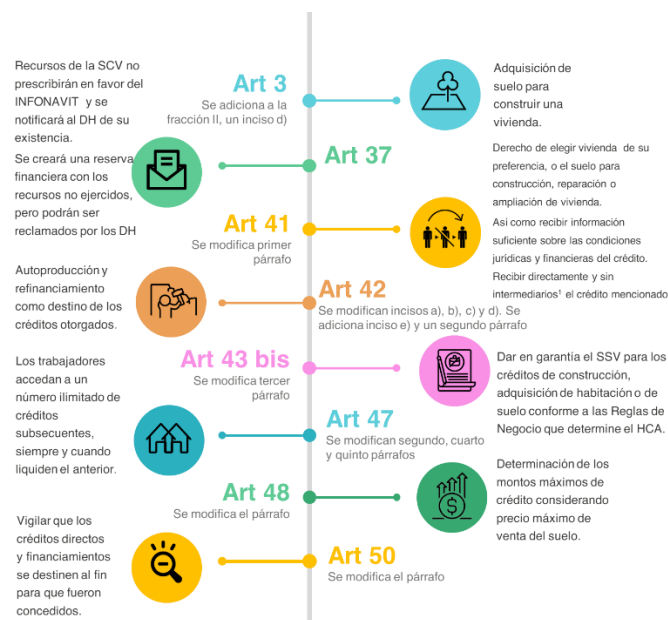 Art 3
Se adiciona a la
fracción II, un inciso d)
Adquisición de
suelo para
construir una
vivienda.
Recursos de la SCV no
prescribirán en favor del
INFONAVIT y se
notificará al DH de su
existencia.
Se creará una reserva
financiera con los
recursos no ejercidos,
pero podrán ser
reclamados por los DH
Art 37
Art 41
Se modifica primer
párrafo
Derecho de elegir vivienda de su
preferencia, o el suelo para
construcción, reparación o
ampliación de vivienda.
Asi como recibir información
suficiente sobre las condiciones
jurídicas y financieras del crédito.
Recibir directamente y sin
intermediarios¹ el crédito mencionado
Autoproducción y
refinanciamiento
como destino de los
créditos otorgados.
Art 42
Se modifican incisos a), b), c) y d). Se
adiciona inciso e) y un segundo párrafo
Art 43 bis
Se modifica tercer
párrafo
Dar en garantía el SSV para los
créditos de construcción,
adquisición de habitación o de
suelo conforme a las Reglas de
Negocio que determine el HCA.
Los trabajadores
accedan a un
número ilimitado de
créditos
subsecuentes,
siempre y cuando
liquiden el anterior.
Art 47
Se modifican segundo, cuarto
y quinto párrafos
Art 48
Se modifica el párrafo
Determinación de los
montos máximos de
crédito considerando
precio máximo de
venta del suelo.
Vigilar que los
créditos directos
y financiamientos
se destinen al fin
para que fueron
concedidos.
Art 50
Se modifica el párrafo